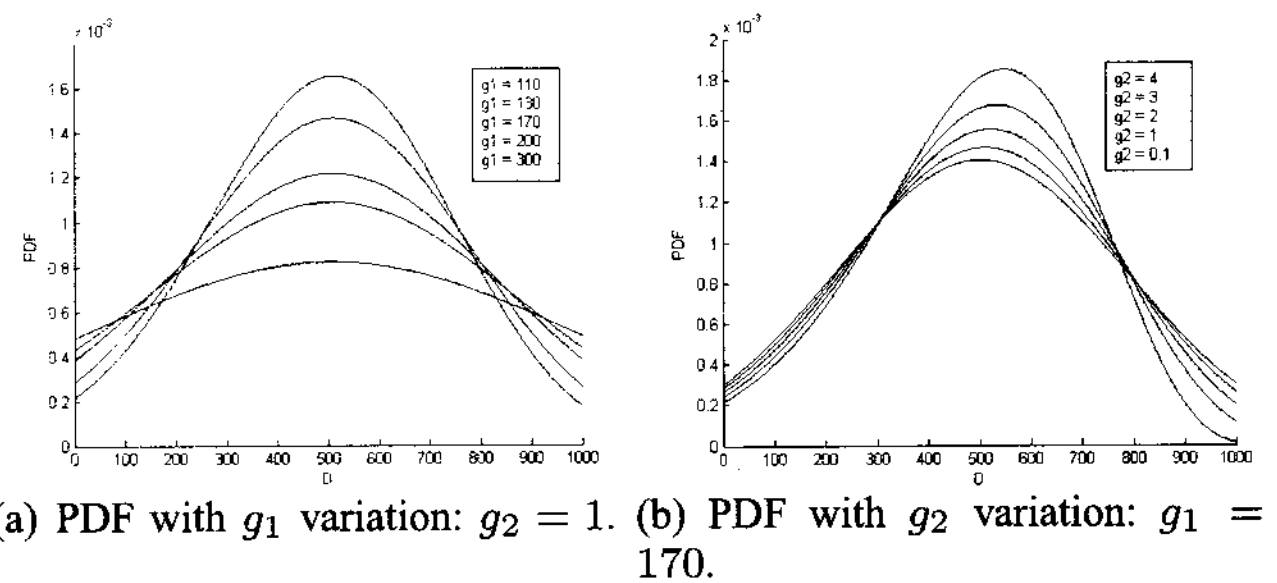 × 10⁻³
1.6
1.4
1.2
1
0.8
0.6
0.4
0.2
0
PDF
0 100 200 300 400 500 600 700 800 900 1000
D
g1 = 110
g1 = 130
g1 = 170
g1 = 200
g1 = 300
× 10⁻³
2
1.8
1.6
1.4
1.2
1
0.8
0.6
0.4
0.2
0
PDF
0 100 200 300 400 500 600 700 800 900 1000
D
g2 = 4
g2 = 3
g2 = 2
g2 = 1
g2 = 0.1
(a) PDF with g₁ variation: g₂ = 1. (b) PDF with g₂ variation: g₁ =
170.